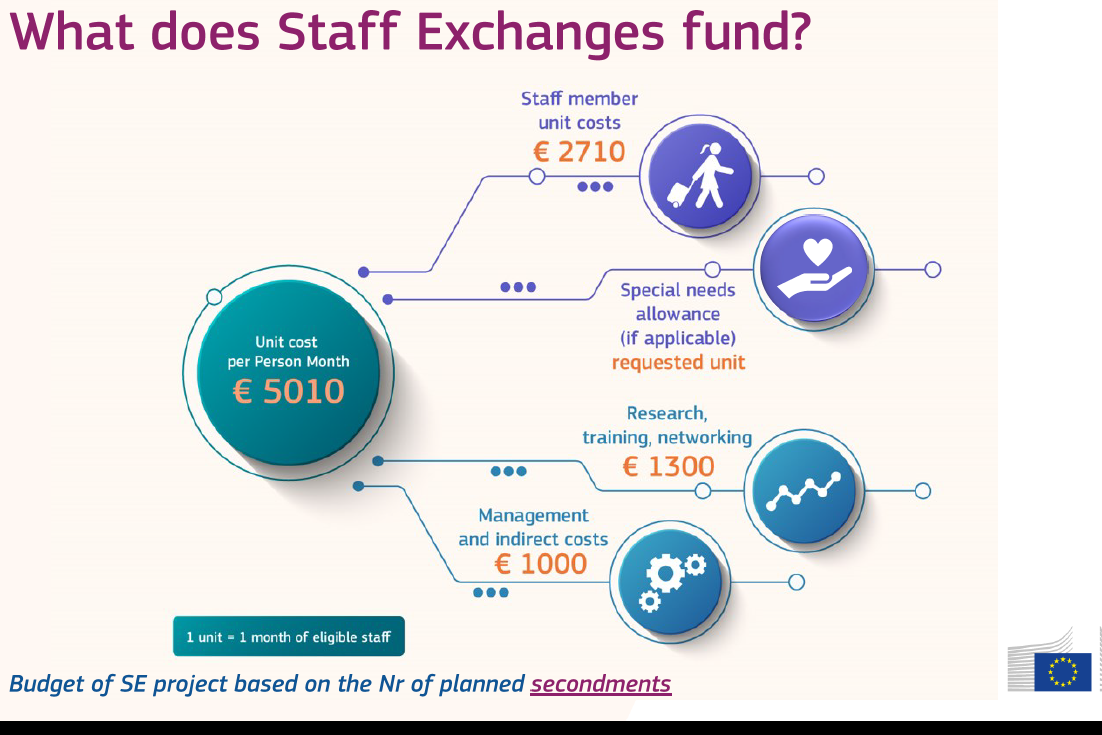 What does Staff Exchanges fund?
Staff member
unit costs
€ 2710
Special needs
allowance
(if applicable)
requested unit
Unit cost
per Person Month
€ 5010
Research,
training, networking
€ 1300
Management
and indirect costs
€ 1000
1 unit = 1 month of eligible staff
Budget of SE project based on the Nr of planned secondments